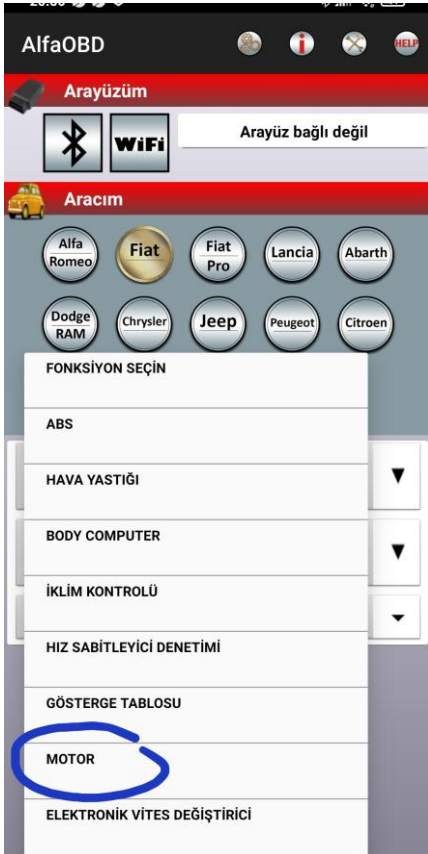 AlfaOBD
HELP
Arayüzüm
WiFi
Arayüz bağlı değil
Aracım
Alfa
Romeo
Fiat
Fiat
Pro
Lancia
Abarth
Dodge
RAM
Chrysler
Jeep
Peugeot
Citroen
FONKSİYON SEÇİN
ABS
HAVA YASTIĞI
BODY COMPUTER
İKLİM KONTROLÜ
HIZ SABİTLEYİCİ DENETİMİ
GÖSTERGE TABLOSU
MOTOR
ELEKTRONİK VİTES DEĞİŞTİRİCİ